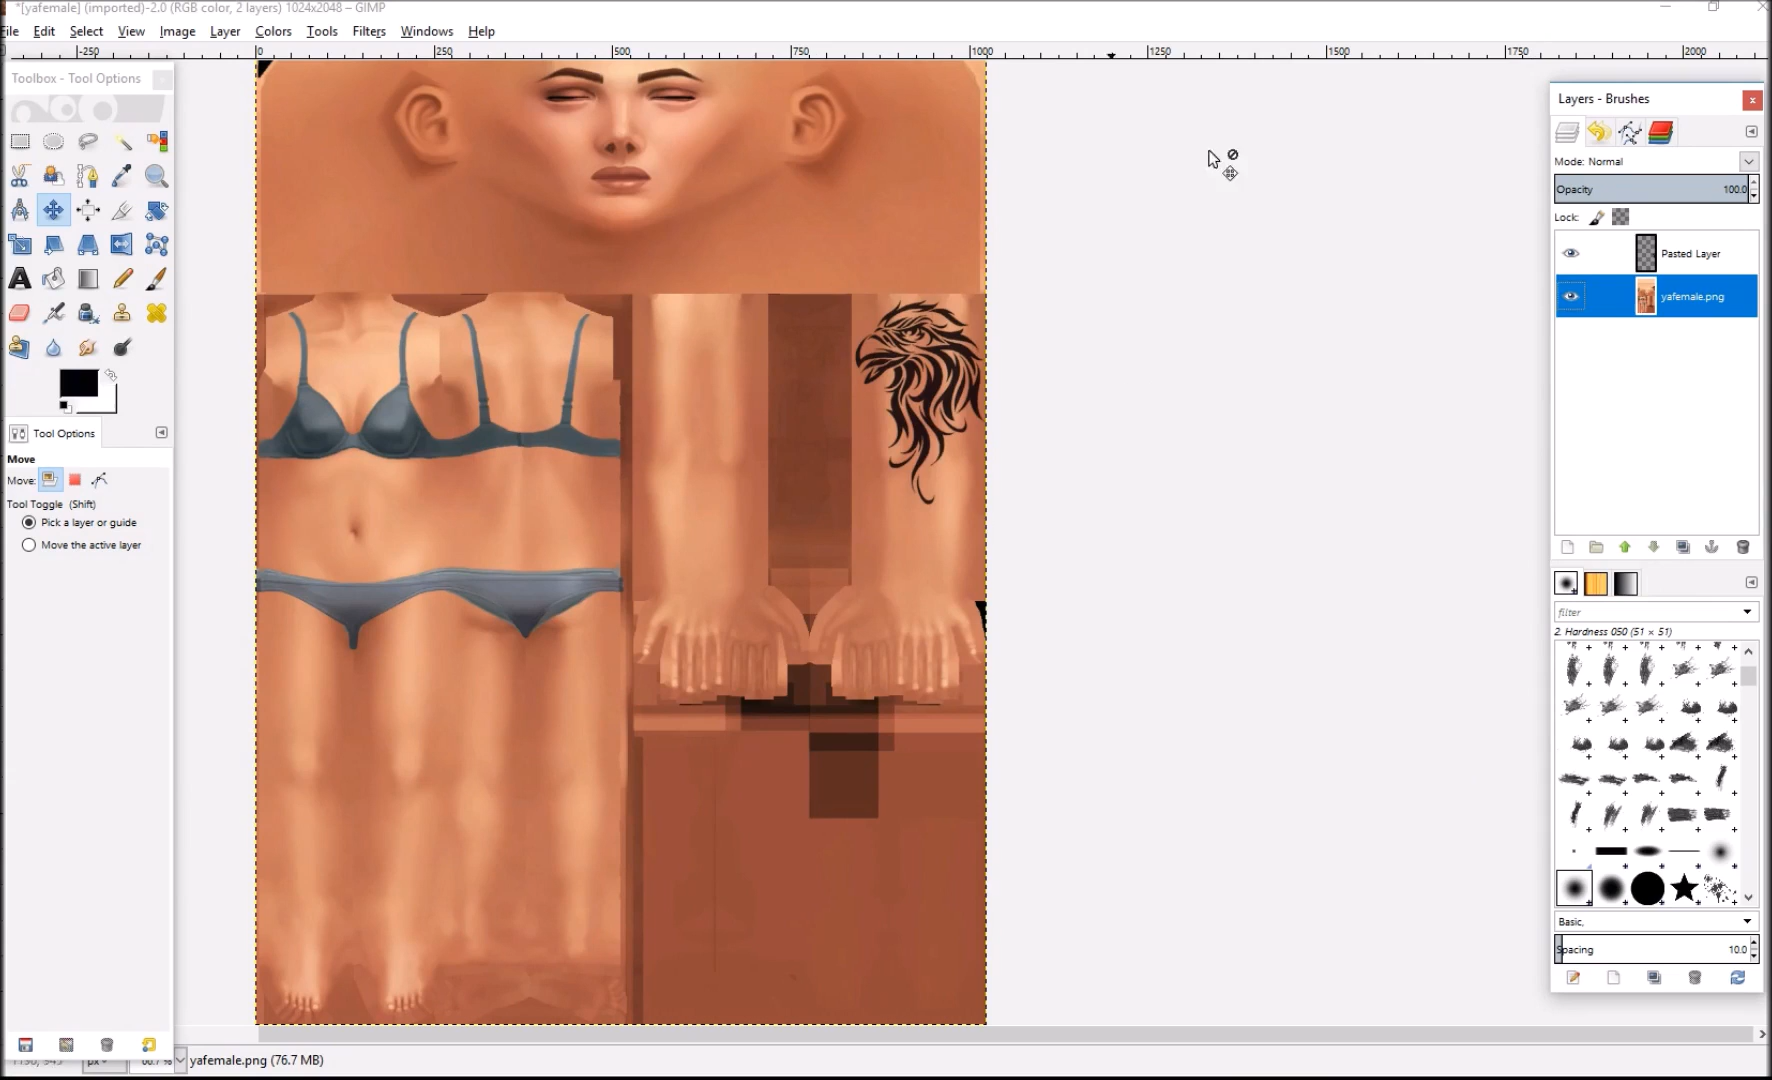 *[yafemale] (imported)-2.0 (RGB color, 2 layers) 1024x2048 – GIMP
File Edit Select View Image Layer Colors Tools Filters Windows Help
-250 0 250 500 750 1000 1250 1500 1750 2000
Toolbox - Tool Options
Tool Options
Move
Move:
Tool Toggle (Shift)
Pick a layer or guide
Move the active layer
Layers - Brushes
Mode: Normal
Opacity 100.0
Lock:
Pasted Layer
yafemale.png
filter
2. Hardness 050 (51 × 51)
Basic,
Spacing 10.0
px
yafemale.png (76.7 MB)